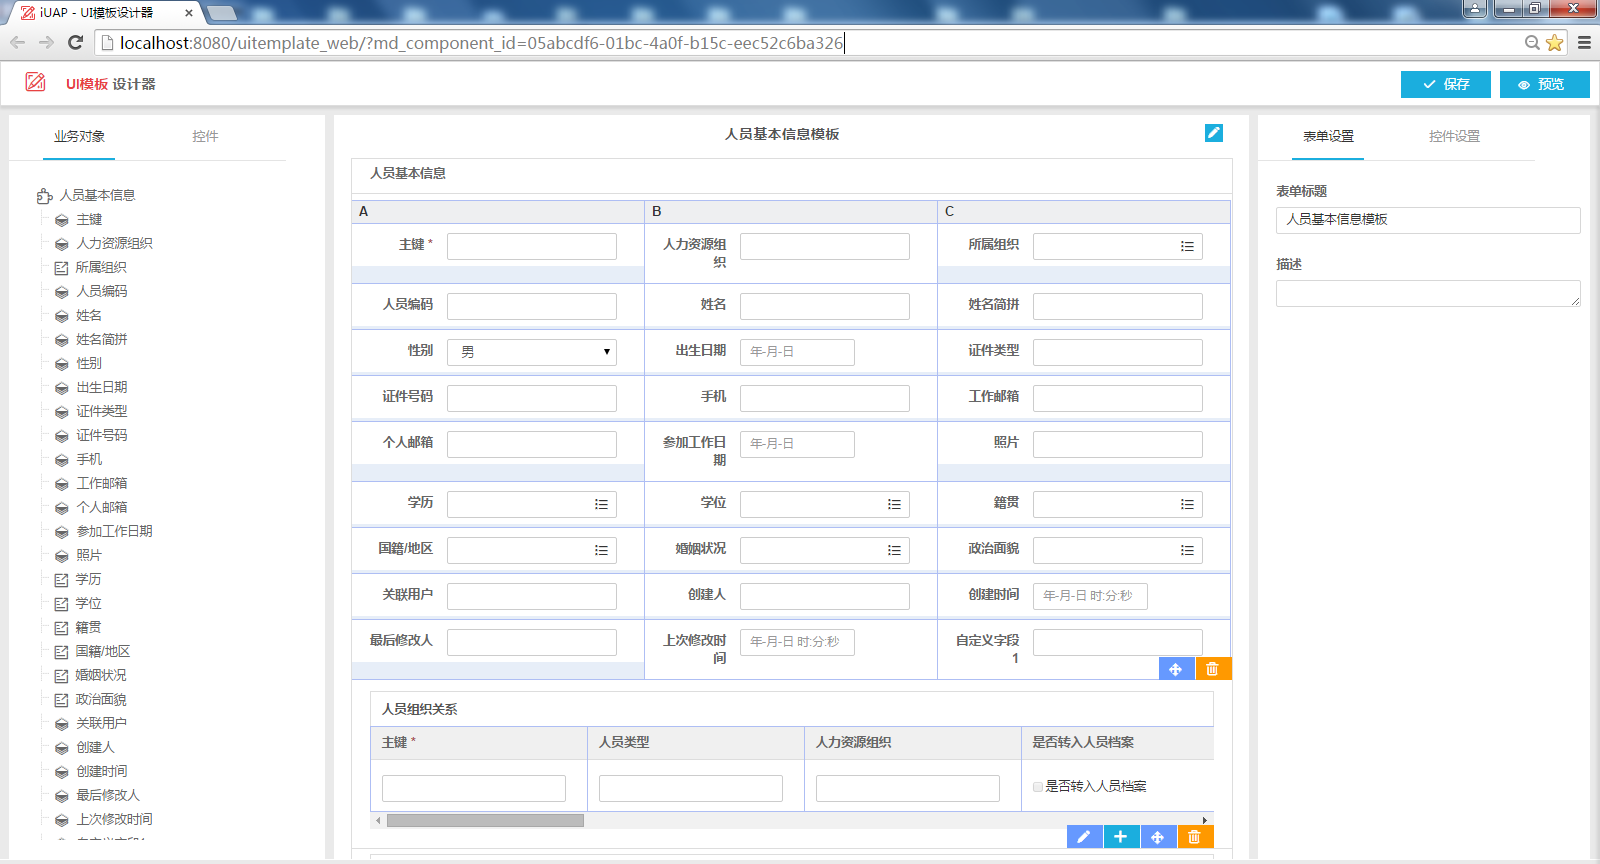 iUAP - UI模板设计器
localhost:8080/uitemplate_web/?md_component_id=05abcdf6-01bc-4a0f-b15c-eec52c6ba326
UI模板 设计器
保存
预览
业务对象
控件
人员基本信息
主键
人力资源组织
所属组织
人员编码
姓名
姓名简拼
性别
出生日期
证件类型
证件号码
手机
工作邮箱
个人邮箱
参加工作日期
照片
学历
学位
籍贯
国籍/地区
婚姻状况
政治面貌
关联用户
创建人
创建时间
最后修改人
上次修改时间
人员基本信息模板
人员基本信息
A B C
主键 * 人力资源组 所属组织
织
人员编码 姓名 姓名简拼
性别 男 出生日期 年-月-日 证件类型
证件号码 手机 工作邮箱
个人邮箱 参加工作日 年-月-日 照片
期
学历 学位 籍贯
国籍/地区 婚姻状况 政治面貌
关联用户 创建人 创建时间 年-月-日 时:分:秒
最后修改人 上次修改时 年-月-日 时:分:秒 自定义字段
间 1
人员组织关系
主键 * 人员类型 人力资源组织 是否转入人员档案
是否转入人员档案
表单设置
控件设置
表单标题
人员基本信息模板
描述